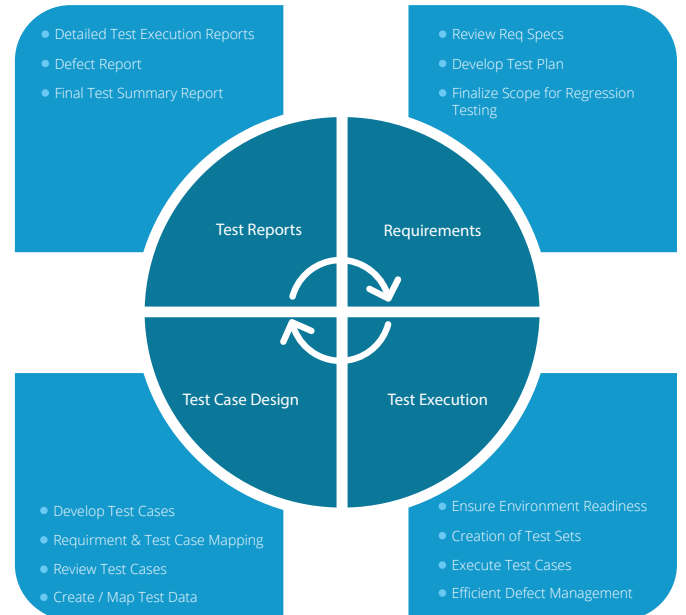 Detailed Test Execution Reports
Defect Report
Final Test Summary Report
Review Req Specs
Develop Test Plan
Finalize Scope for Regression
Testing
Test Reports
Requirements
Test Case Design
Test Execution
Develop Test Cases
Requirment & Test Case Mapping
Review Test Cases
Create / Map Test Data
Ensure Environment Readiness
Creation of Test Sets
Execute Test Cases
Efficient Defect Management